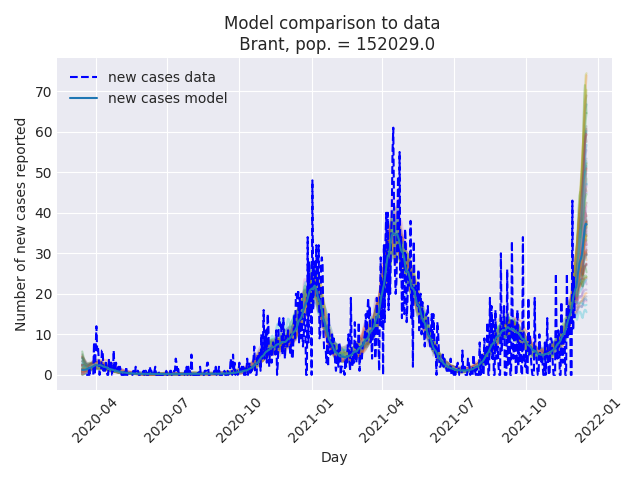 Model comparison to data
Brant, pop. = 152029.0
new cases data
new cases model
Number of new cases reported
70
60
50
40
30
20
10
0
2020-04
2020-07
2020-10
2021-01
2021-04
2021-07
2021-10
2022-01
Day